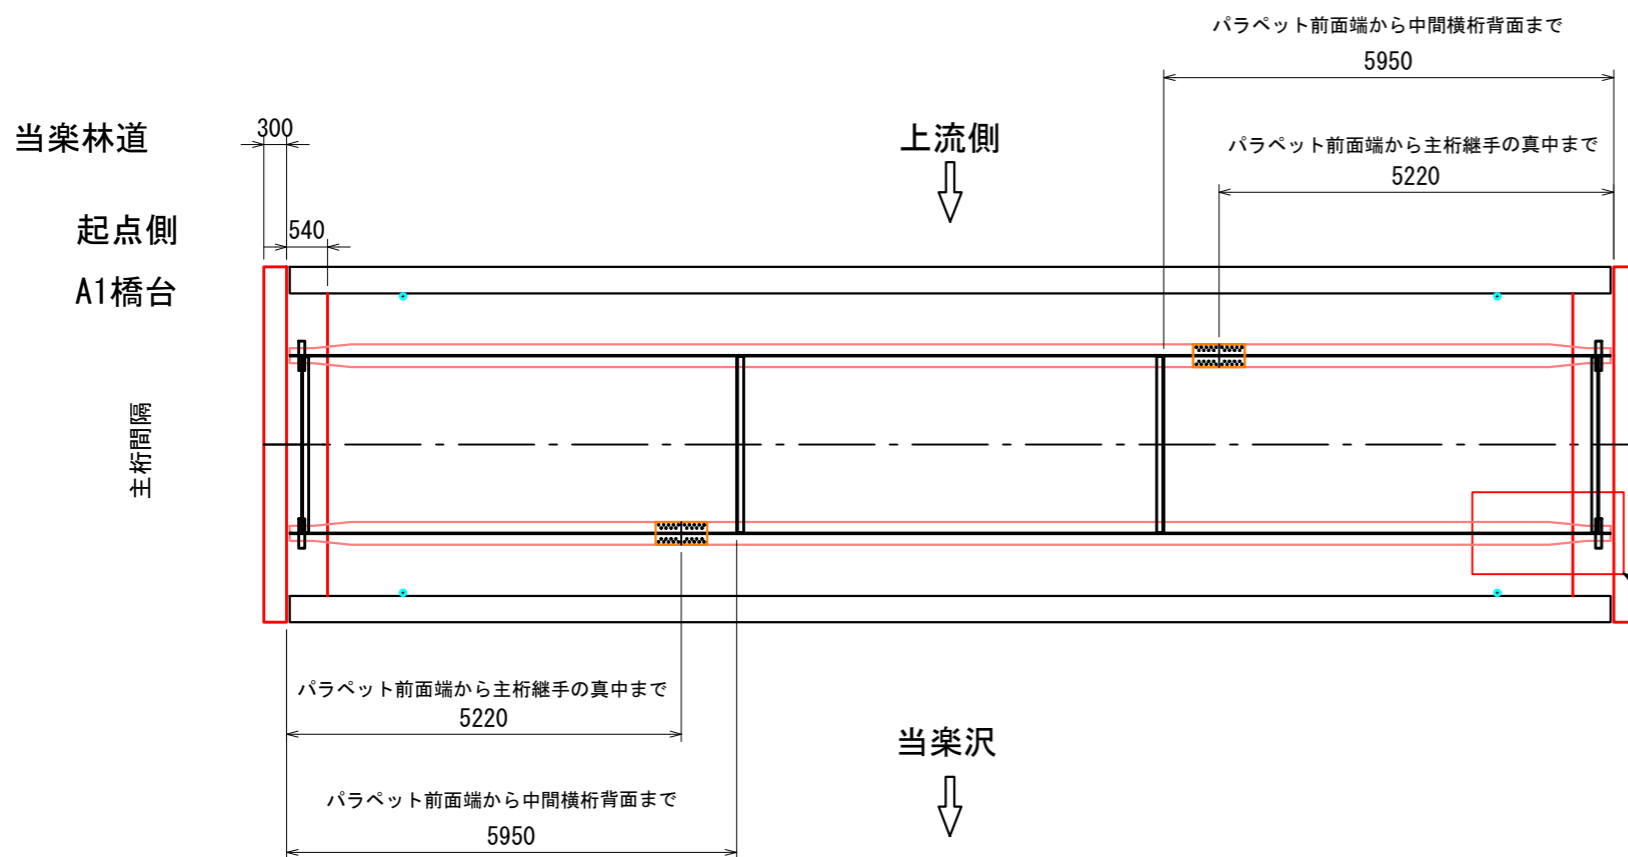 パラペット前面端から中間横桁背面まで
5950
当楽林道
300
上流側
パラペット前面端から主桁継手の真中まで
5220
起点側
540
A1橋台
主桁間隔
パラペット前面端から主桁継手の真中まで
5220
当楽沢
パラペット前面端から中間横桁背面まで
5950